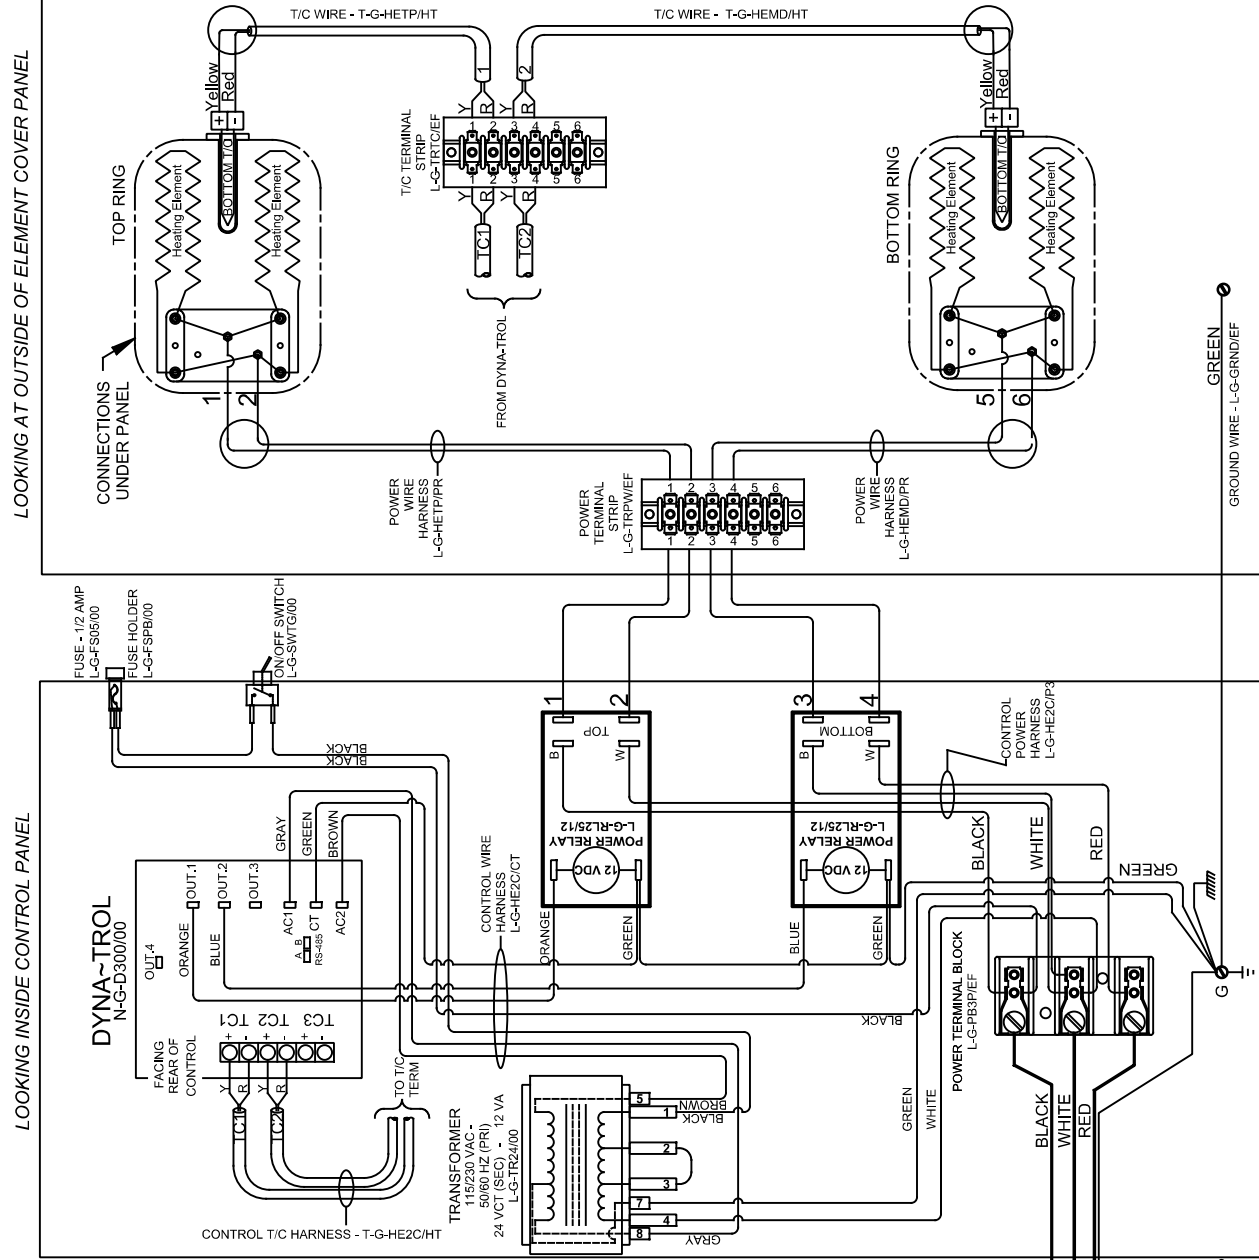 LOOKING AT OUTSIDE OF ELEMENT COVER PANEL
T/C WIRE - T-G-HETP/HT
T/C WIRE - T-G-HEMD/HT
Yellow
Red
+
-
BOTTOM T/C
TOP RING
Heating Element
Heating Element
CONNECTIONS
UNDER PANEL
1
2
1
2
Y
R
Y
R
T/C TERMINAL
STRIP
L-G-TRTC/EF
1 2 3 4 5 6
1 2 3 4 5 6
Y
R
Y
R
TC1
TC2
FROM DYNA-TROL
Yellow
Red
+
-
BOTTOM T/C
BOTTOM RING
Heating Element
Heating Element
5
6
POWER
WIRE
HARNESS
L-G-HETP/PR
POWER
TERMINAL
STRIP
L-G-TRPW/EF
1 2 3 4 5 6
1 2 3 4 5 6
POWER
WIRE
HARNESS
L-G-HEMD/PR
GREEN
GROUND WIRE - L-G-GRND/EF
LOOKING INSIDE CONTROL PANEL
FUSE - 1/2 AMP
L-G-FS05/00
FUSE HOLDER
L-G-FSPB/00
ON/OFF SWITCH
L-G-SWTG/00
BLACK
BLACK
1
2
TOP
B
W
POWER RELAY
L-G-RL25/12
12 VDC
3
4
BOTTOM
B
W
POWER RELAY
L-G-RL25/12
12 VDC
CONTROL
POWER
HARNESS
L-G-HE2C/P3
DYNA~TROL
N-G-D300/00
OUT.4
OUT.1
OUT.2
OUT.3
ORANGE
BLUE
GRAY
GREEN
BROWN
AC1
CT
AC2
A B
RS-485
FACING
REAR OF
CONTROL
TC1
TC2
TC3
+ - + - + -
Y
R
Y
R
TC1
TC2
TO T/C
TERM
CONTROL T/C HARNESS - T-G-HE2C/HT
CONTROL WIRE
HARNESS
L-G-HE2C/CT
ORANGE
GREEN
BLUE
GREEN
BLACK
BLACK
WHITE
RED
GREEN
POWER TERMINAL BLOCK
L-G-PB3P/EF
G
TRANSFORMER
115/230 VAC -
50/60 HZ (PRI)
24 VCT (SEC) - 12 VA
L-G-TR24/00
5
BROWN
1
BLACK
2
3
7
4
8
GRAY
GREEN
WHITE
BLACK
WHITE
RED